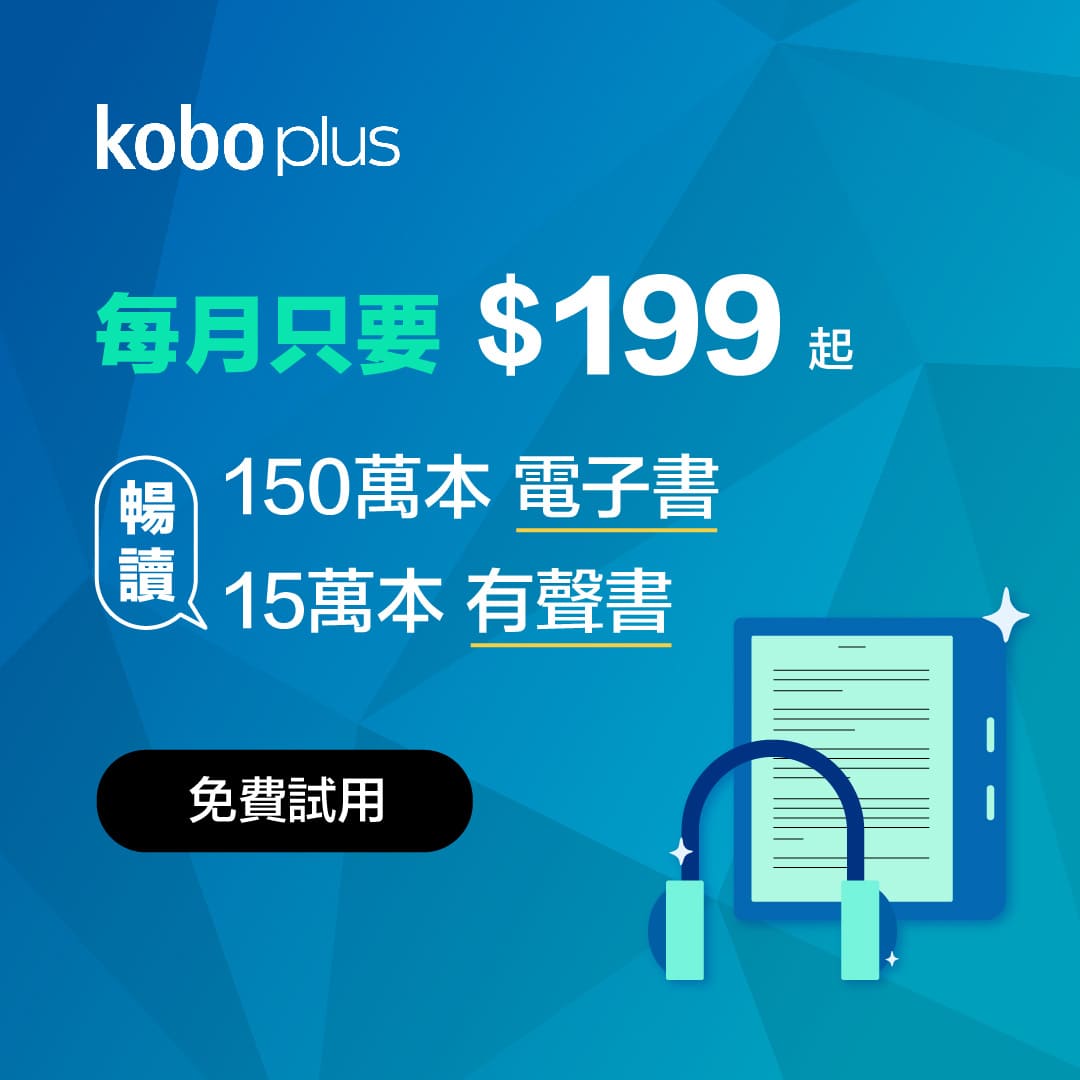 kobo plus
每月只要 $199 起
暢讀
150萬本 電子書
15萬本 有聲書
免費試用